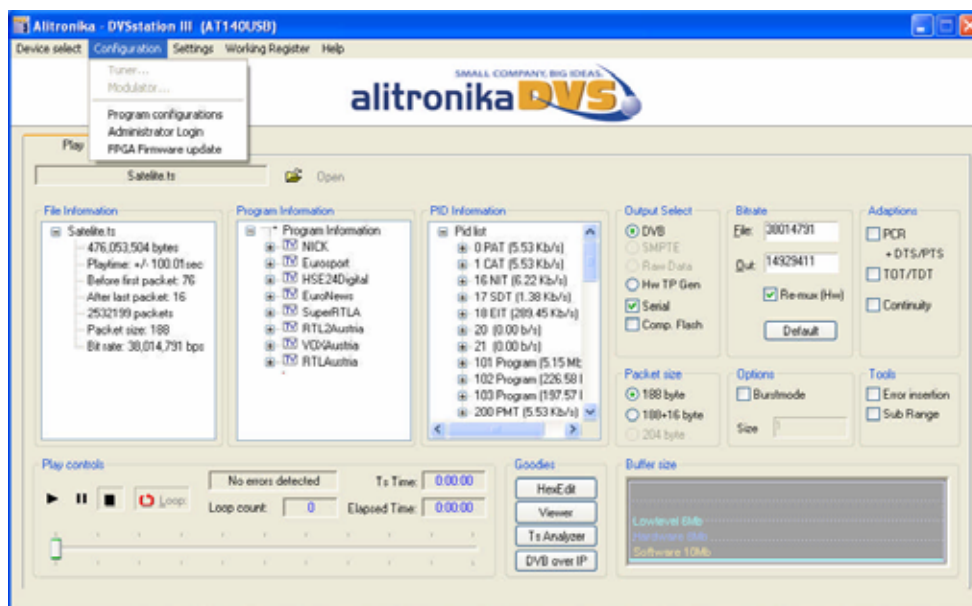 Alitronika - DVSstation III (AT140USB)
Device select Configuration Settings Working Register Help
Tuner...
Modulator...
Program configurations
Administrator Login
FPGA Firmware update
SMALL COMPANY, BIG IDEAS.
alitronika DVS
Play
Satelite.ts
Open
File Information
Satelite.ts
476,053,504 bytes
Playtime: +/- 100.01sec
Before first packet: 76
After last packet: 16
2532199 packets
Packet size: 188
Bit rate: 38,014,791 bps
Program Information
Program Information
NICK
Eurosport
HSE24Digital
EuroNews
SuperRTLA
RTL2Austria
VOXAustria
RTLAustria
PID Information
Pid list
0 PAT (5.53 Kb/s)
1 CAT (5.53 Kb/s)
16 NIT (6.22 Kb/s)
17 SDT (1.38 Kb/s)
18 EIT (289.45 Kb/s)
20 (0.00 b/s)
21 (0.00 b/s)
101 Program (5.15 Mb
102 Program (226.58 
103 Program (197.57 
200 PMT (5.53 Kb/s)
Output Select
DVB
SMPTE
Raw Data
Hw TP Gen
Serial
Comp. Flash
Bitrate
File: 38014791
Out: 14929411
Re-mux (Hw)
Default
Adaptions
PCR
+ DTS/PTS
TOT/TDT
Continuity
Packet size
188 byte
188+16 byte
204 byte
Options
Burstmode
Size 1
Tools
Error insertion
Sub Range
Play controls
Loop:
No errors detected
Loop count: 0
Ts Time: 0:00:00
Elapsed Time: 0:00:00
Goodies
HexEdit
Viewer
Ts Analyzer
DVB over IP
Buffer size
Lowlevel 6Mb
Hardware 8Mb
Software 10Mb